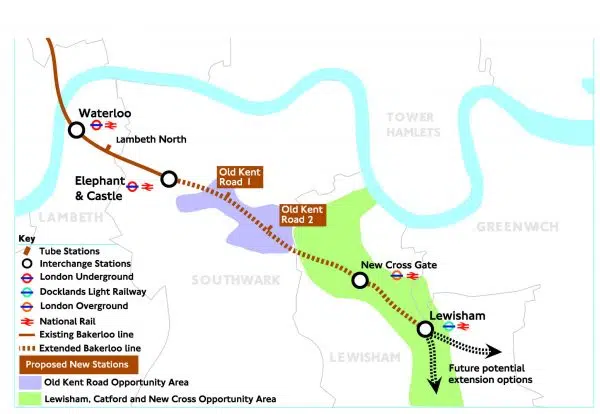 Waterloo
Lambeth North
Elephant
& Castle
Old Kent
Road 1
Old Kent
Road 2
TOWER
HAMLETS
GREENWICH
LAMBETH
SOUTHWARK
New Cross Gate
Lewisham
LEWISHAM
Future potential
extension options
Key
Tube Stations
Interchange Stations
London Underground
Docklands Light Railway
London Overground
National Rail
Existing Bakerloo line
Extended Bakerloo line
Proposed New Stations
Old Kent Road Opportunity Area
Lewisham, Catford and New Cross Opportunity Area